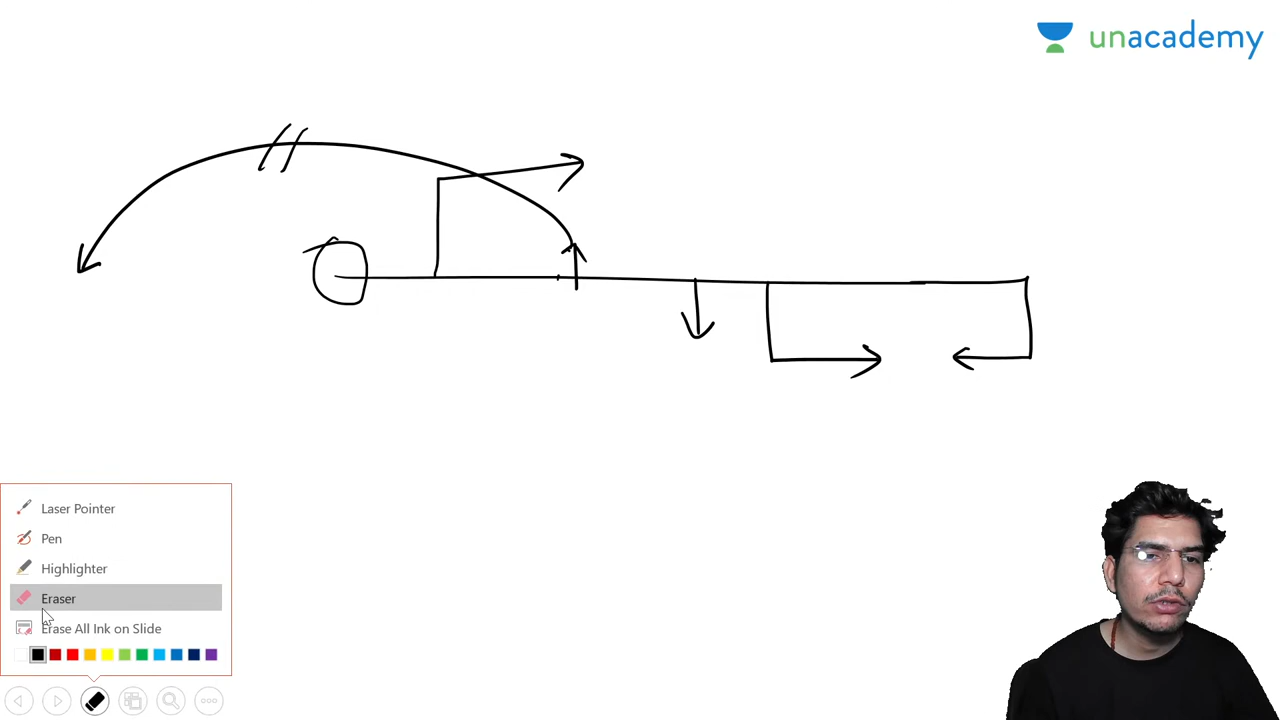 unacademy
Laser Pointer
Pen
Highlighter
Eraser
Erase All Ink on Slide